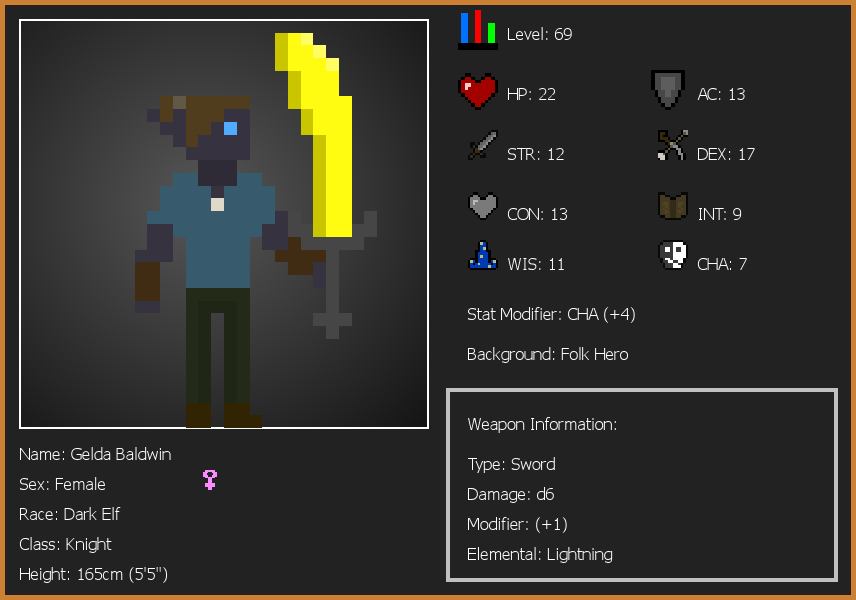 Level: 69
HP: 22
AC: 13
STR: 12
DEX: 17
CON: 13
INT: 9
WIS: 11
CHA: 7
Stat Modifier: CHA (+4)
Background: Folk Hero
Weapon Information:
Type: Sword
Damage: d6
Modifier: (+1)
Elemental: Lightning
Name: Gelda Baldwin
Sex: Female
Race: Dark Elf
Class: Knight
Height: 165cm (5'5")